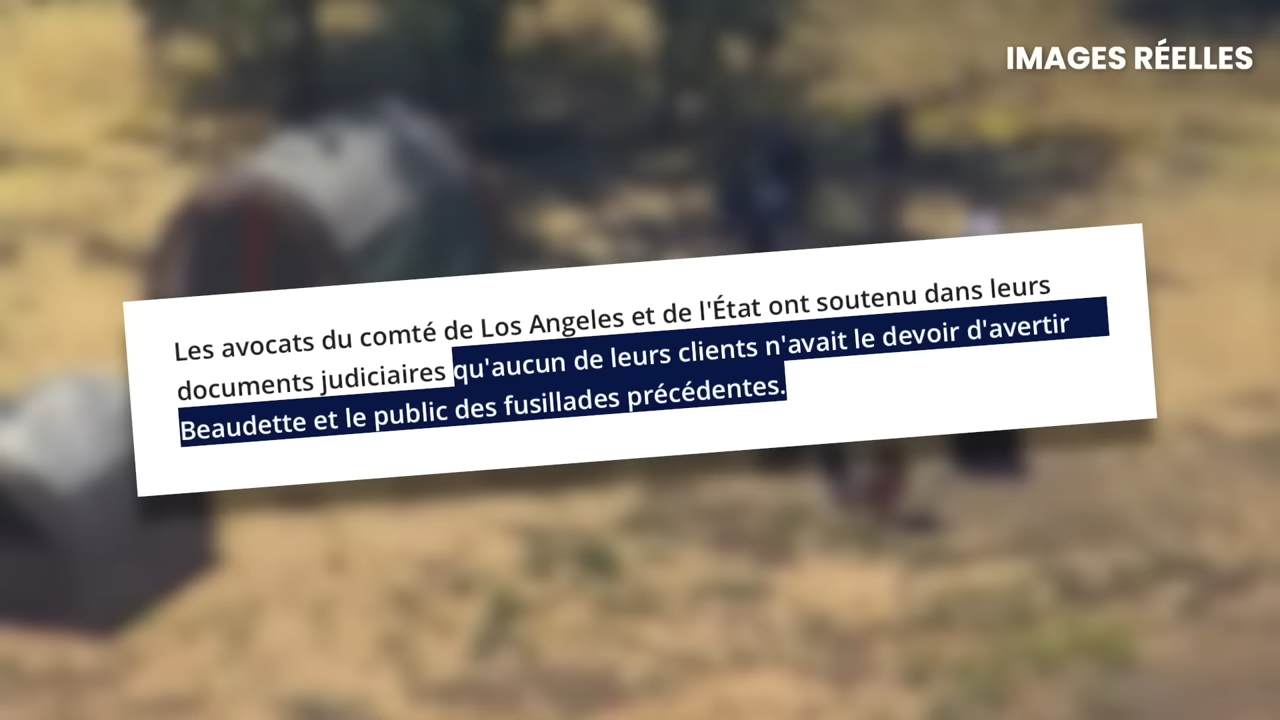 IMAGES RÉELLES
Les avocats du comté de Los Angeles et de l'État ont soutenu dans leurs
documents judiciaires qu'aucun de leurs clients n'avait le devoir d'avertir
Beaudette et le public des fusillades précédentes.